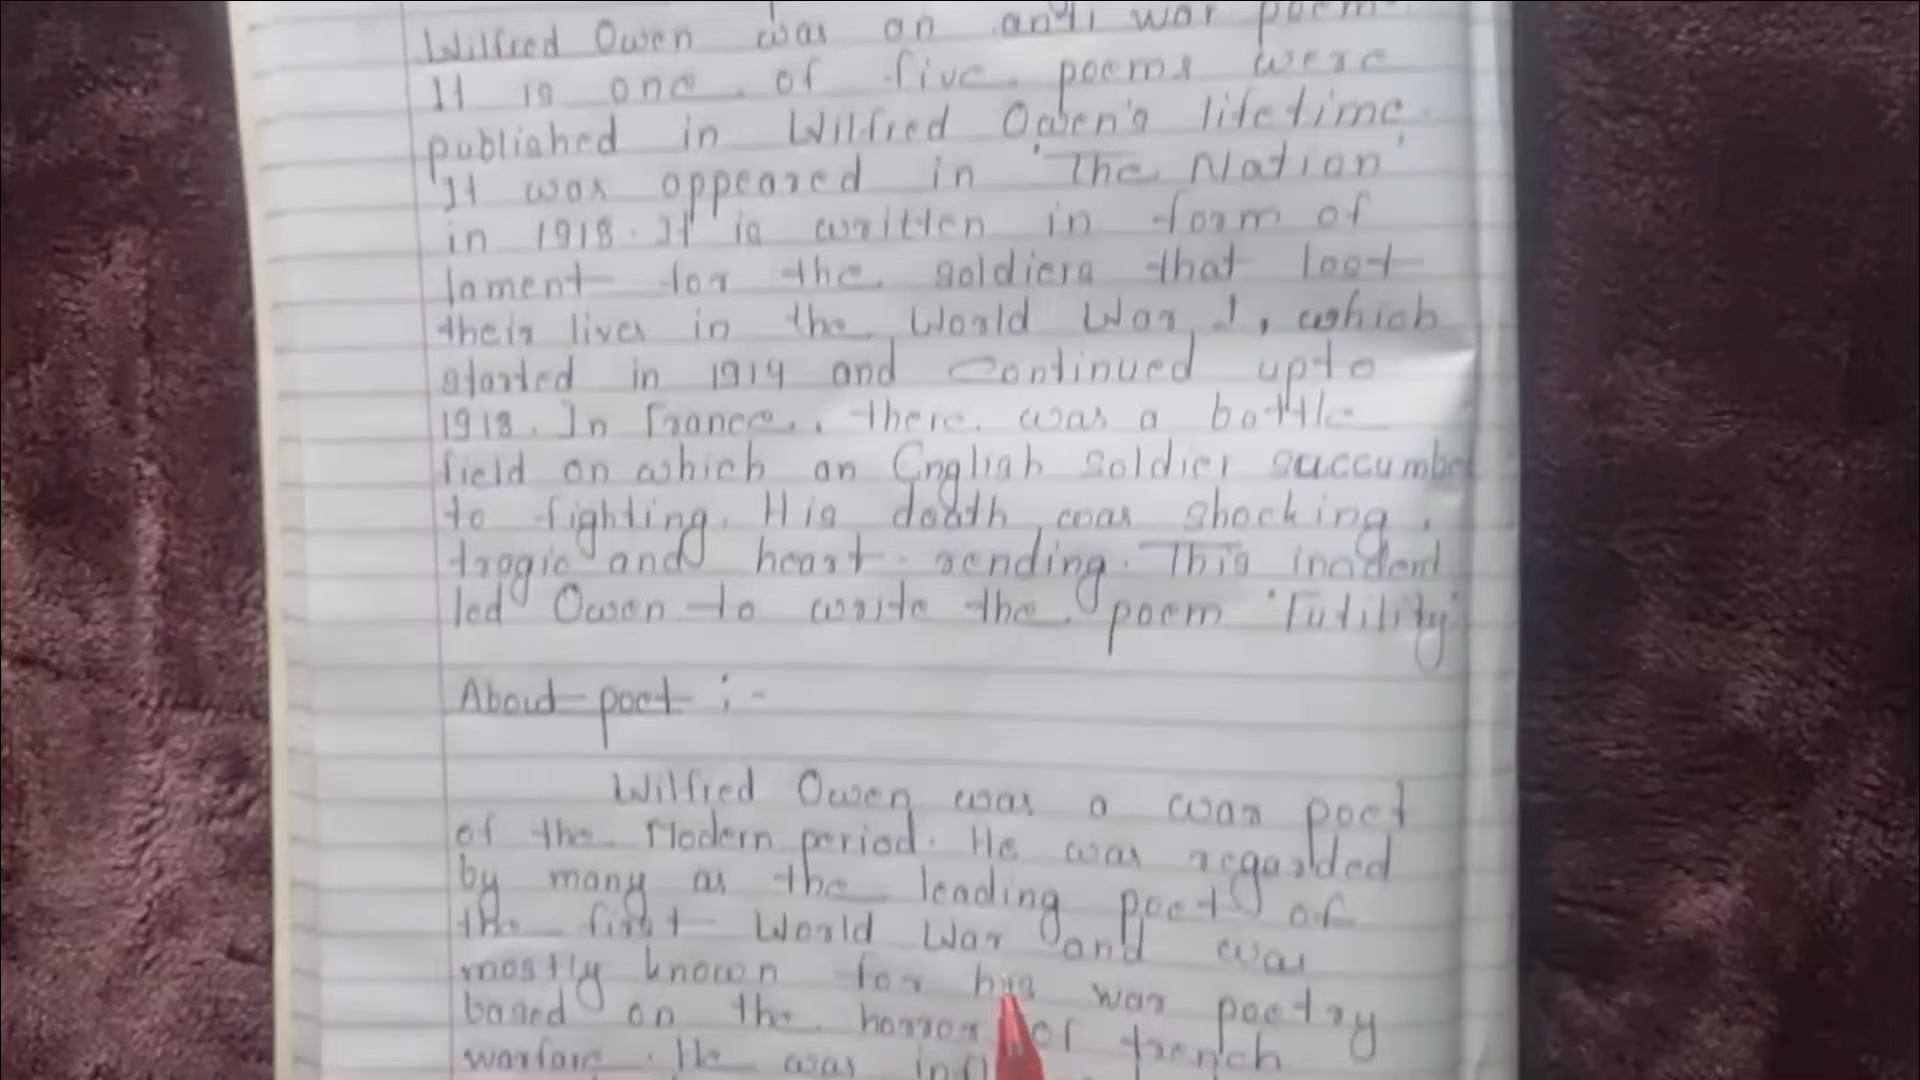 Wilfred Owen was an anti war poem.
It is one of five poems were
published in Wilfred Owen's lifetime.
It was appeared in 'The Nation'
in 1918. It is written in form of
lament for the soldiers that lost
their lives in the World War I, which
started in 1914 and continued upto
1918. In France, there was a battle
field on which an English soldier succumbed
to fighting. His death was shocking,
tragic and heart-rending. This incident
led Owen to write the poem 'Futility'
About poet :-
Wilfred Owen was a war poet
of the Modern period. He was regarded
by many as the leading poet of
the first World War and was
mostly known for his war poetry
based on the horror of trench
warfare. He was